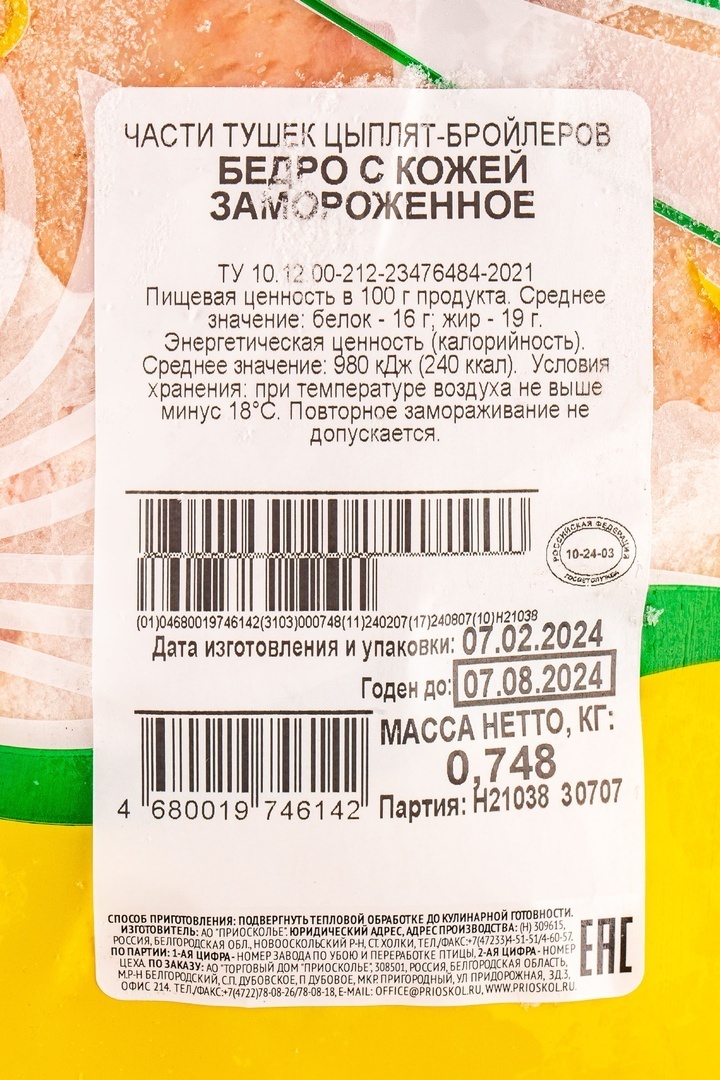 ЧАСТИ ТУШЕК ЦЫПЛЯТ-БРОЙЛЕРОВ
БЕДРО С КОЖЕЙ
ЗАМОРОЖЕННОЕ
ТУ 10.12.00-212-23476484-2021
Пищевая ценность в 100 г продукта. Среднее
значение: белок - 16 г; жир - 19 г.
Энергетическая ценность (калорийность).
Среднее значение: 980 кДж (240 ккал). Условия
хранения: при температуре воздуха не выше
минус 18°С. Повторное замораживание не
допускается.
РОССИЙСКАЯ ФЕДЕРАЦИЯ
10-24-03
ГОСВЕТСЛУЖБА
(01)04680019746142(3103)000748(11)240207(17)240807(10)Н21038
Дата изготовления и упаковки: 07.02.2024
Годен до: 07.08.2024
МАССА НЕТТО, КГ:
0,748
4 680019 746142
Партия: Н21038 30707
СПОСОБ ПРИГОТОВЛЕНИЯ: ПОДВЕРГНУТЬ ТЕПЛОВОЙ ОБРАБОТКЕ ДО КУЛИНАРНОЙ ГОТОВНОСТИ.
ИЗГОТОВИТЕЛЬ: АО "ПРИОСКОЛЬЕ". ЮРИДИЧЕСКИЙ АДРЕС, АДРЕС ПРОИЗВОДСТВА: (Н) 309615,
РОССИЯ, БЕЛГОРОДСКАЯ ОБЛ., НОВООСКОЛЬСКИЙ Р-Н, СТ. ХОЛКИ, ТЕЛ./ФАКС:+7(47233)4-51-51/4-60-57.
ПО ПАРТИИ: 1-АЯ ЦИФРА - НОМЕР ЗАВОДА ПО УБОЮ И ПЕРЕРАБОТКЕ ПТИЦЫ, 2-АЯ ЦИФРА - НОМЕР
ЦЕХА. ПО ЗАКАЗУ: АО "ТОРГОВЫЙ ДОМ "ПРИОСКОЛЬЕ", 308501, РОССИЯ, БЕЛГОРОДСКАЯ ОБЛАСТЬ,
М.Р-Н БЕЛГОРОДСКИЙ, С.П. ДУБОВСКОЕ, П ДУБОВОЕ, МКР. ПРИГОРОДНЫЙ, УЛ ПРИДОРОЖНАЯ, ЗД.3,
ОФИС 214. ТЕЛ./ФАКС:+7(4722)78-08-26/78-08-18, E-MAIL: OFFICE@PRIOSKOL.RU, WWW.PRIOSKOL.RU.
EAC